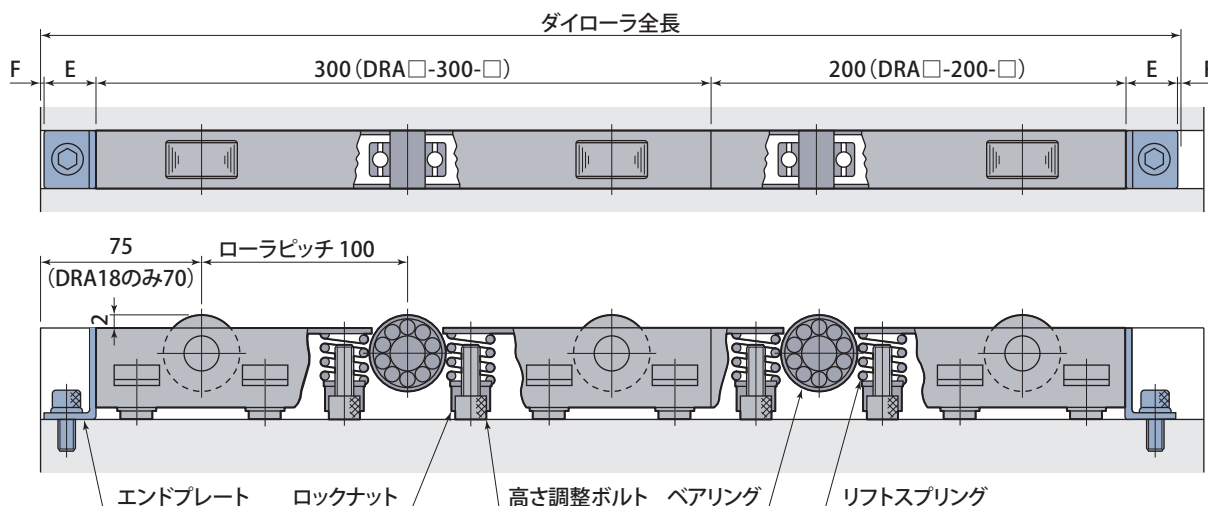 ダイローラ全長
F E 300(DRA□-300-□) 200(DRA□-200-□) E F
75 ローラピッチ 100
(DRA18のみ70)
2
エンドプレート ロックナット 高さ調整ボルト ベアリング リフトスプリング